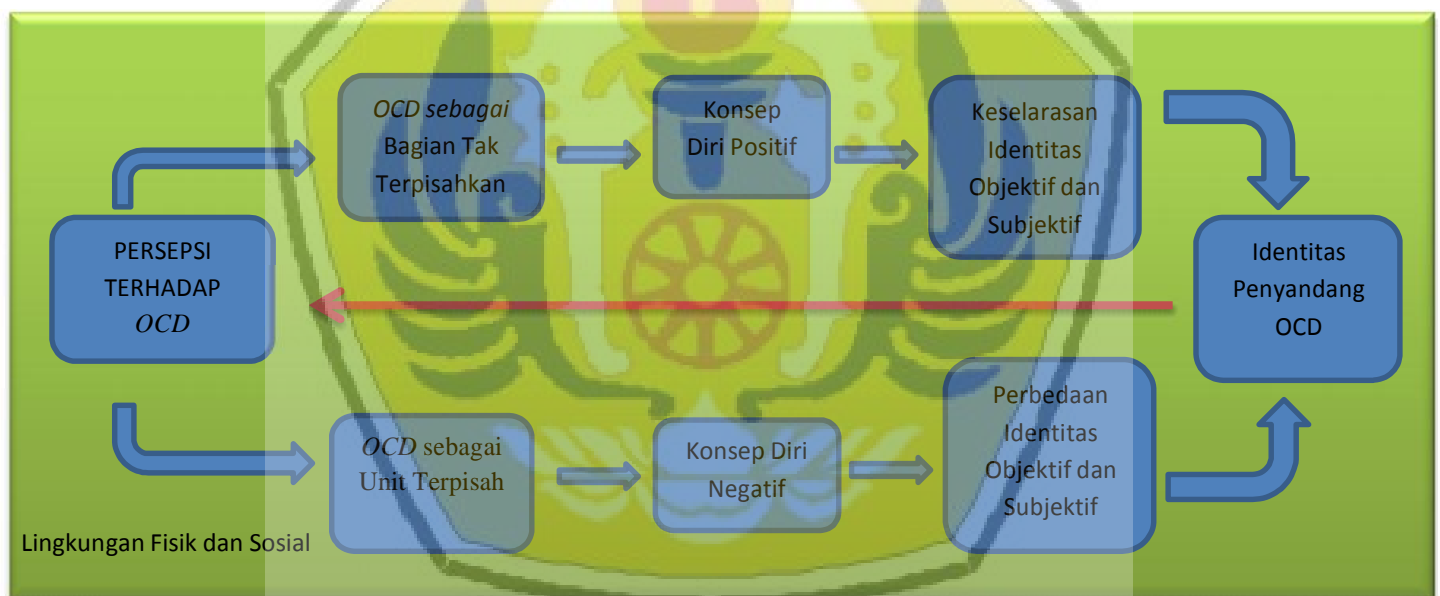 PERSEPSI
TERHADAP
OCD
OCD sebagai
Bagian Tak
Terpisahkan
Konsep
Diri Positif
Keselarasan
Identitas
Objektif dan
Subjektif
OCD sebagai
Unit Terpisah
Konsep Diri
Negatif
Perbedaan
Identitas
Objektif dan
Subjektif
Identitas
Penyandang
OCD
Lingkungan Fisik dan Sosial